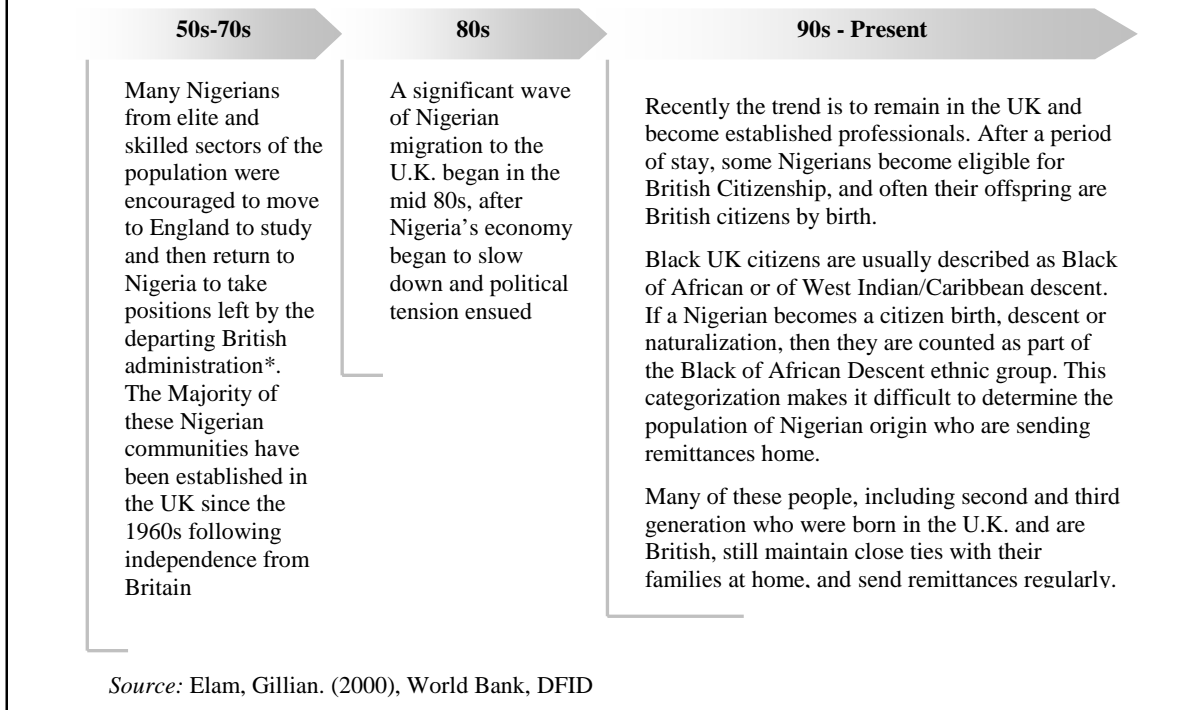 50s-70s
80s
90s - Present
Many Nigerians
from elite and
skilled sectors of the
population were
encouraged to move
to England to study
and then return to
Nigeria to take
positions left by the
departing British
administration*.
The Majority of
these Nigerian
communities have
been established in
the UK since the
1960s following
independence from
Britain
A significant wave
of Nigerian
migration to the
U.K. began in the
mid 80s, after
Nigeria’s economy
began to slow
down and political
tension ensued
Recently the trend is to remain in the UK and
become established professionals. After a period
of stay, some Nigerians become eligible for
British Citizenship, and often their offspring are
British citizens by birth.
Black UK citizens are usually described as Black
of African or of West Indian/Caribbean descent.
If a Nigerian becomes a citizen birth, descent or
naturalization, then they are counted as part of
the Black of African Descent ethnic group. This
categorization makes it difficult to determine the
population of Nigerian origin who are sending
remittances home.
Many of these people, including second and third
generation who were born in the U.K. and are
British, still maintain close ties with their
families at home, and send remittances regularly.
Source: Elam, Gillian. (2000), World Bank, DFID